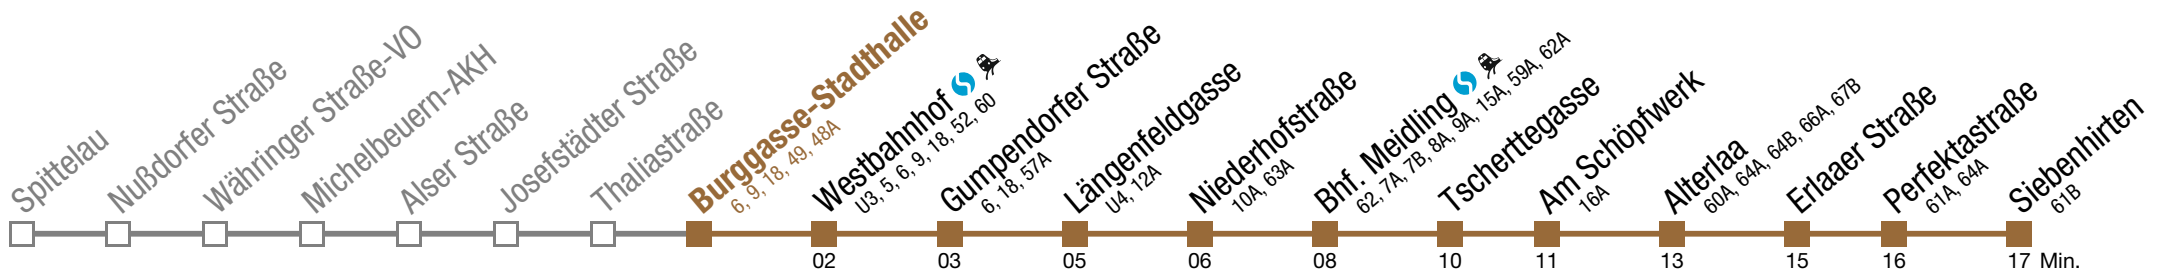 Spittelau
Nußdorfer Straße
Währinger Straße-VO
Michelbeuern-AKH
Alser Straße
Josefstädter Straße
Thaliastraße
Burggasse-Stadthalle
6, 9, 18, 49, 48A
Westbahnhof
U3, 5, 6, 9, 18, 52, 60
02
Gumpendorfer Straße
6, 18, 57A
03
Längenfeldgasse
U4, 12A
05
Niederhofstraße
10A, 63A
06
Bhf. Meidling
62, 7A, 7B, 8A, 9A, 15A, 59A, 62A
08
Tscherttegasse
10
Am Schöpfwerk
16A
11
Alterlaa
60A, 64A, 64B, 66A, 67B
13
Erlaaer Straße
15
Perfektastraße
61A, 64A
16
Siebenhirten
61B
17 Min.